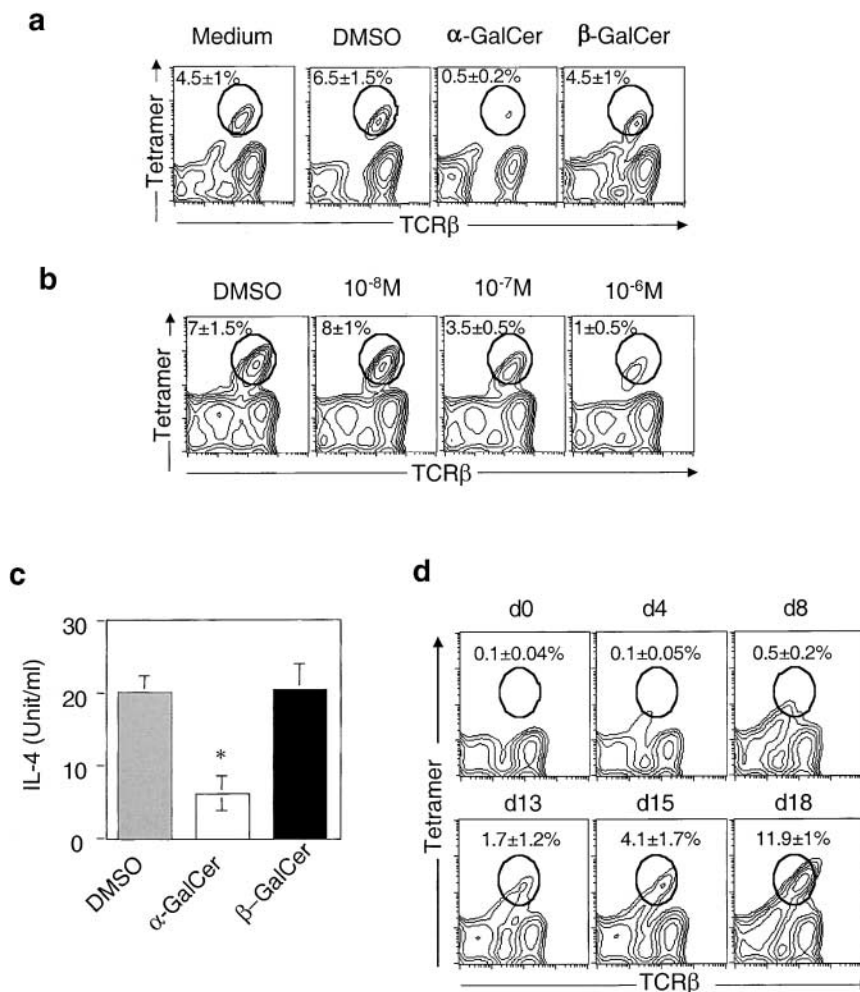 a
Medium DMSO α-GalCer β-GalCer
4.5±1% 6.5±1.5% 0.5±0.2% 4.5±1%
Tetramer
TCRβ
b
DMSO 10⁻⁸M 10⁻⁷M 10⁻⁶M
7±1.5% 8±1% 3.5±0.5% 1±0.5%
Tetramer
TCRβ
c
30
20
10
0
IL-4 (Unit/ml)
*
DMSO α-GalCer β-GalCer
d
d0 d4 d8
0.1±0.04% 0.1±0.05% 0.5±0.2%
d13 d15 d18
1.7±1.2% 4.1±1.7% 11.9±1%
Tetramer
TCRβ